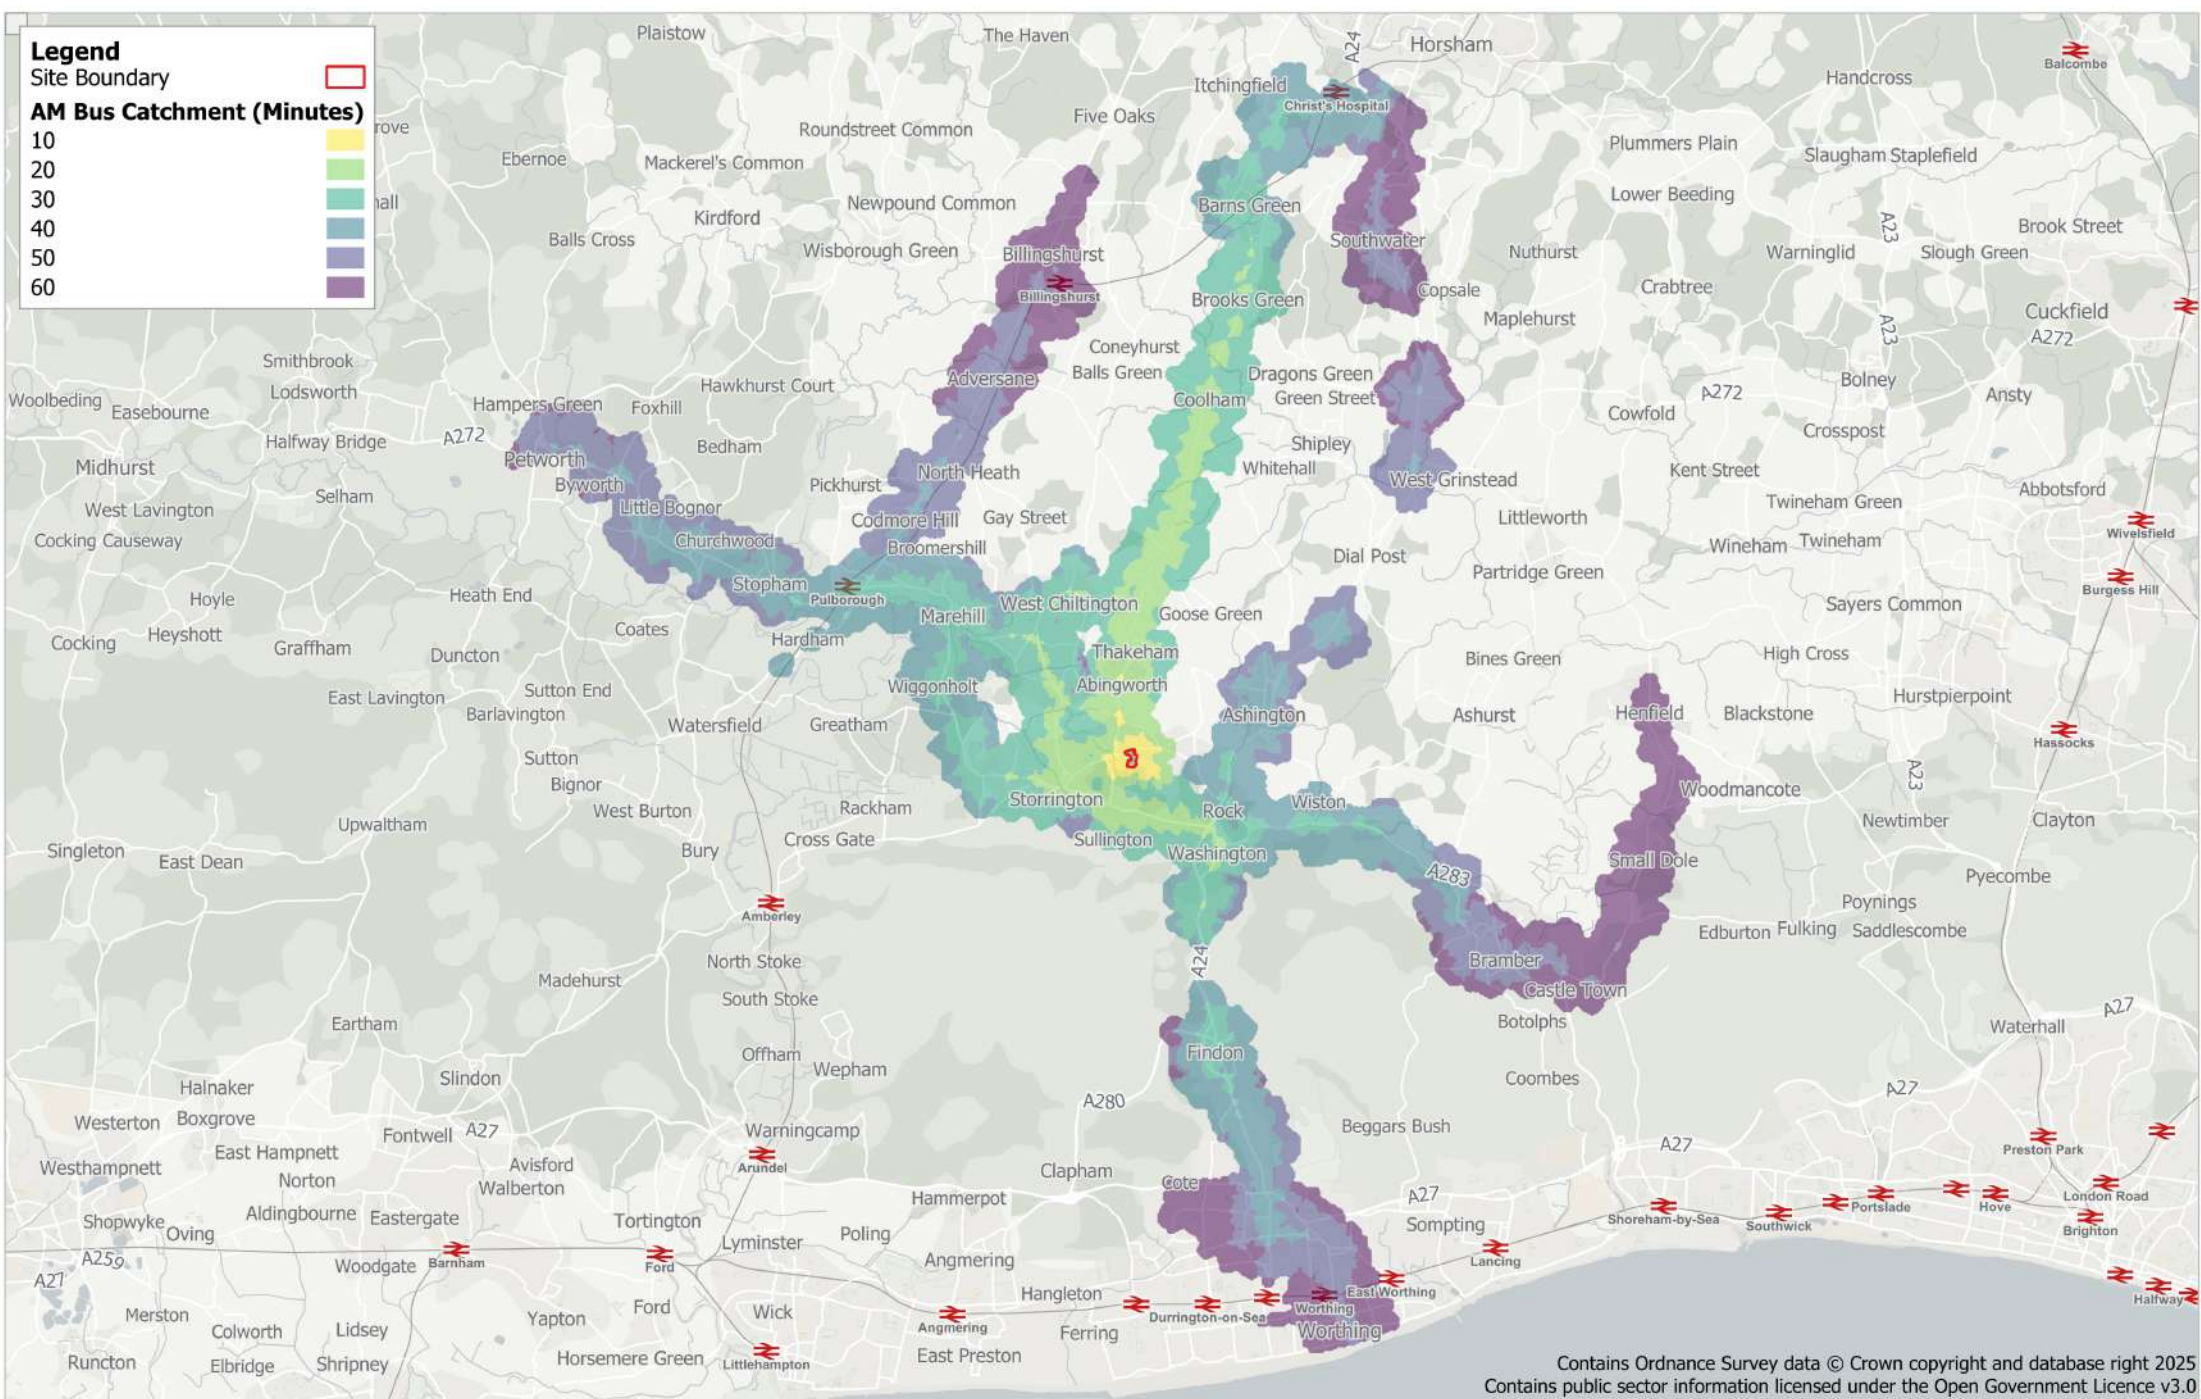 Legend
Site Boundary
AM Bus Catchment (Minutes)
10
20
30
40
50
60
Plaistow
The Haven
A24
Horsham
Balcombe
Handcross
Itchingfield
Christ's Hospital
Five Oaks
Roundstreet Common
Ebernoe
Mackerel's Common
Plummers Plain
Slaugham Staplefield
Lower Beeding
Newpound Common
Kirdford
Barns Green
Balls Cross
Wisborough Green
Billingshurst
Billingshurst
Southwater
Nuthurst
Warninglid
A23
Brook Street
Slough Green
Copsale
Crabtree
Brooks Green
Maplehurst
Cuckfield
A23
A272
Smithbrook
Lodsworth
Coneyhurst
Balls Green
Hawkhurst Court
Adversane
Dragons Green
Green Street
Bolney
A272
Ansty
Woolbeding
Easebourne
Hampers Green
Foxhill
Coolham
Cowfold
Crosspost
Halfway Bridge
A272
Bedham
Shipley
Whitehall
Midhurst
Petworth
Byworth
Pickhurst
North Heath
West Grinstead
Kent Street
Selham
West Lavington
Little Bognor
Codmore Hill
Gay Street
Littleworth
Twineham Green
Abbotsford
Wivelsfield
Cocking Causeway
Churchwood
Broomershill
Dial Post
Wineham
Twineham
Stopham
Pulborough
Partridge Green
Burgess Hill
Hoyle
Heath End
Marehill
West Chiltington
Goose Green
Sayers Common
Cocking
Heyshott
Graffham
Coates
Hardham
Duncton
Thakeham
Bines Green
High Cross
East Lavington
Sutton End
Barlavington
Wiggonholt
Abingworth
Hurstpierpoint
Watersfield
Greatham
Ashington
Ashurst
Henfield
Blackstone
Hassocks
A23
Sutton
Bignor
West Burton
Rackham
Storrington
Rock
Wiston
Woodmancote
Newtimber
Clayton
Upwaltham
Cross Gate
Sullington
Washington
Singleton
East Dean
Bury
A283
Small Dole
Pyecombe
Amberley
Poynings
Edburton
Fulking
Saddlescombe
North Stoke
A24
Bramber
Madehurst
South Stoke
Castle Town
Eartham
Botolphs
A27
Waterhall
Offham
Findon
Halnaker
Slindon
Wepham
Coombes
A27
Boxgrove
Westerton
A280
Fontwell
A27
Warningcamp
Beggars Bush
East Hampnett
Avisford
Arundel
A27
Preston Park
Westhampnett
Norton
Walberton
Clapham
Cote
Hammerpot
A27
London Road
Shopwyke
Oving
Aldingbourne
Eastergate
Tortington
Poling
Sompting
Shoreham-by-Sea
Southwick
Portslade
Hove
Brighton
A259
Lyminster
Angmering
Lancing
A27
Woodgate
Barnham
Ford
East Worthing
Halfway
Merston
Yapton
Ford
Wick
Hangleton
Worthing
Angmering
Durrington-on-Sea
Colworth
Lidsey
Ferring
Worthing
Runcton
Elbridge
Shripney
Horsemere Green
Littlehampton
East Preston
Contains Ordnance Survey data © Crown copyright and database right 2025
Contains public sector information licensed under the Open Government Licence v3.0